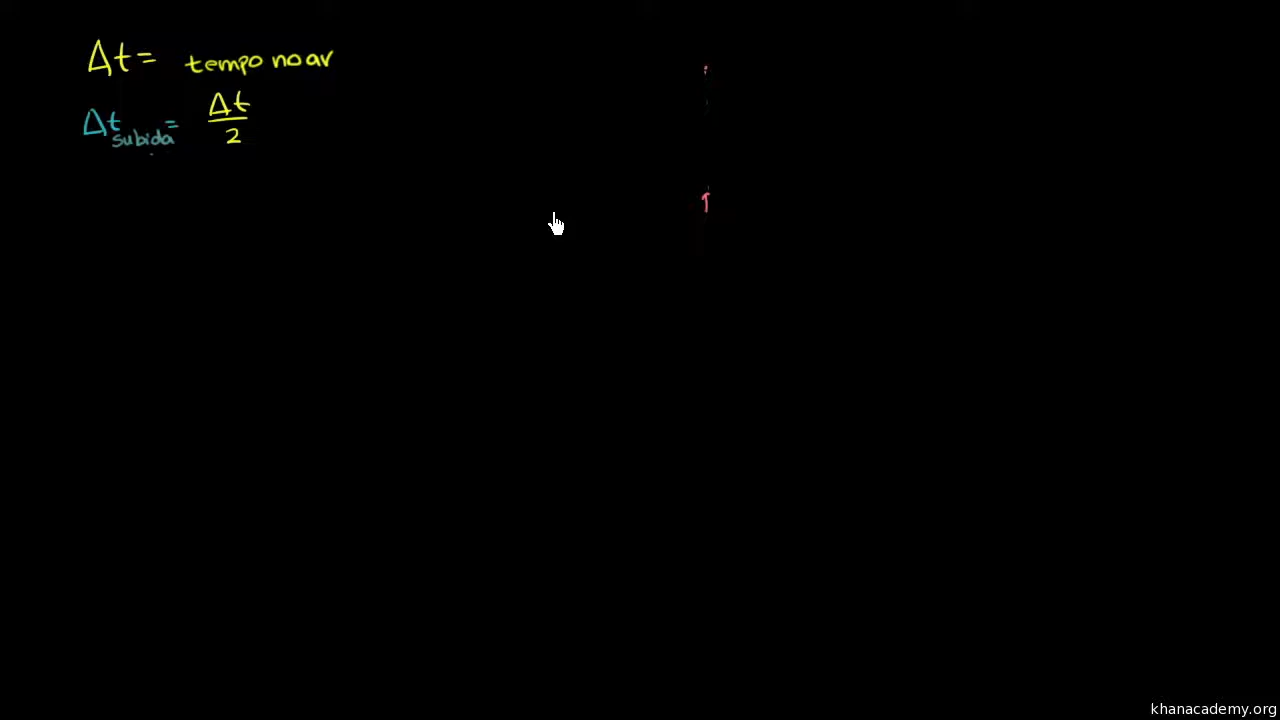 Δt = tempo no ar
Δt subida = Δt/2
khanacademy.org